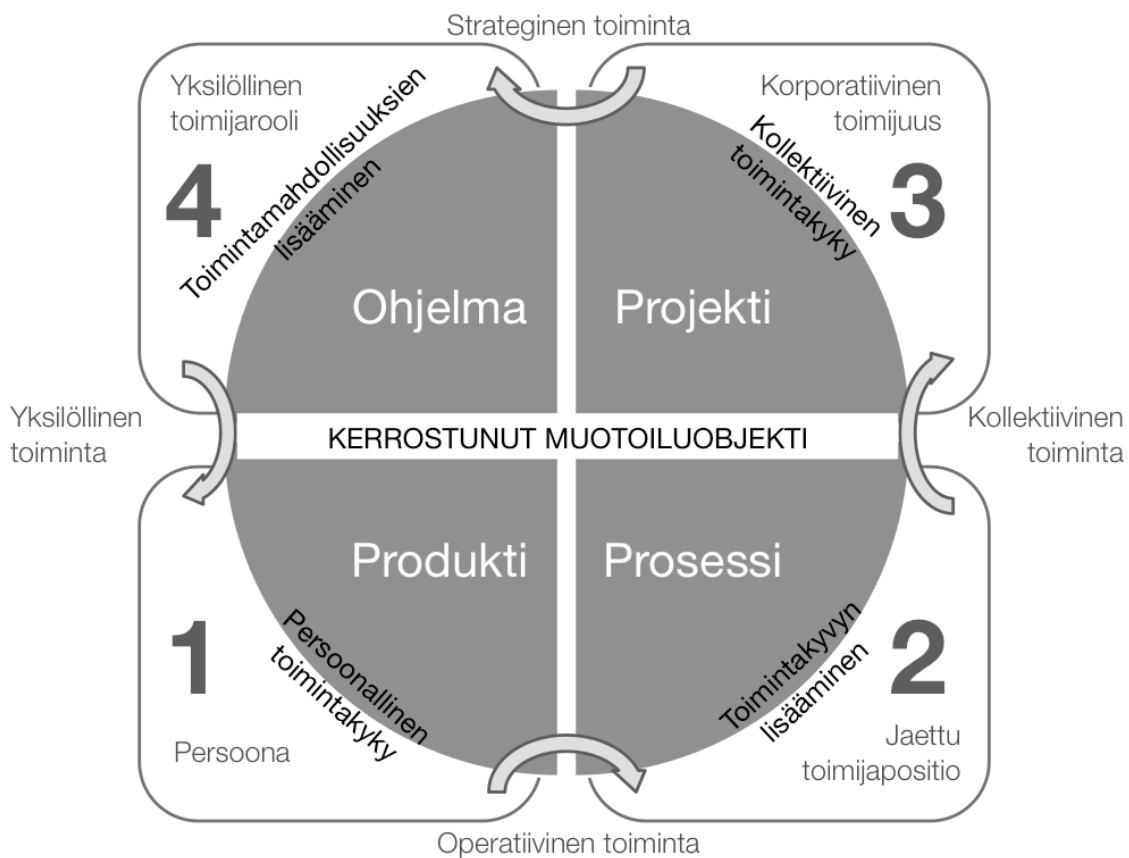 Strateginen toiminta
Yksilöllinen
toimijarooli
4
Toimintamahdollisuuksien
lisääminen
Korporatiivinen
toimijuus
3
Kollektiivinen
toimintakyky
Ohjelma
Projekti
Yksilöllinen
toiminta
KERROSTUNUT MUOTOILUOBJEKTI
Kollektiivinen
toiminta
Produkti
Prosessi
1
Persoonallinen
toimintakyky
Persoona
Toimintakyvyn
lisääminen
2
Jaettu
toimijapositio
Operatiivinen toiminta